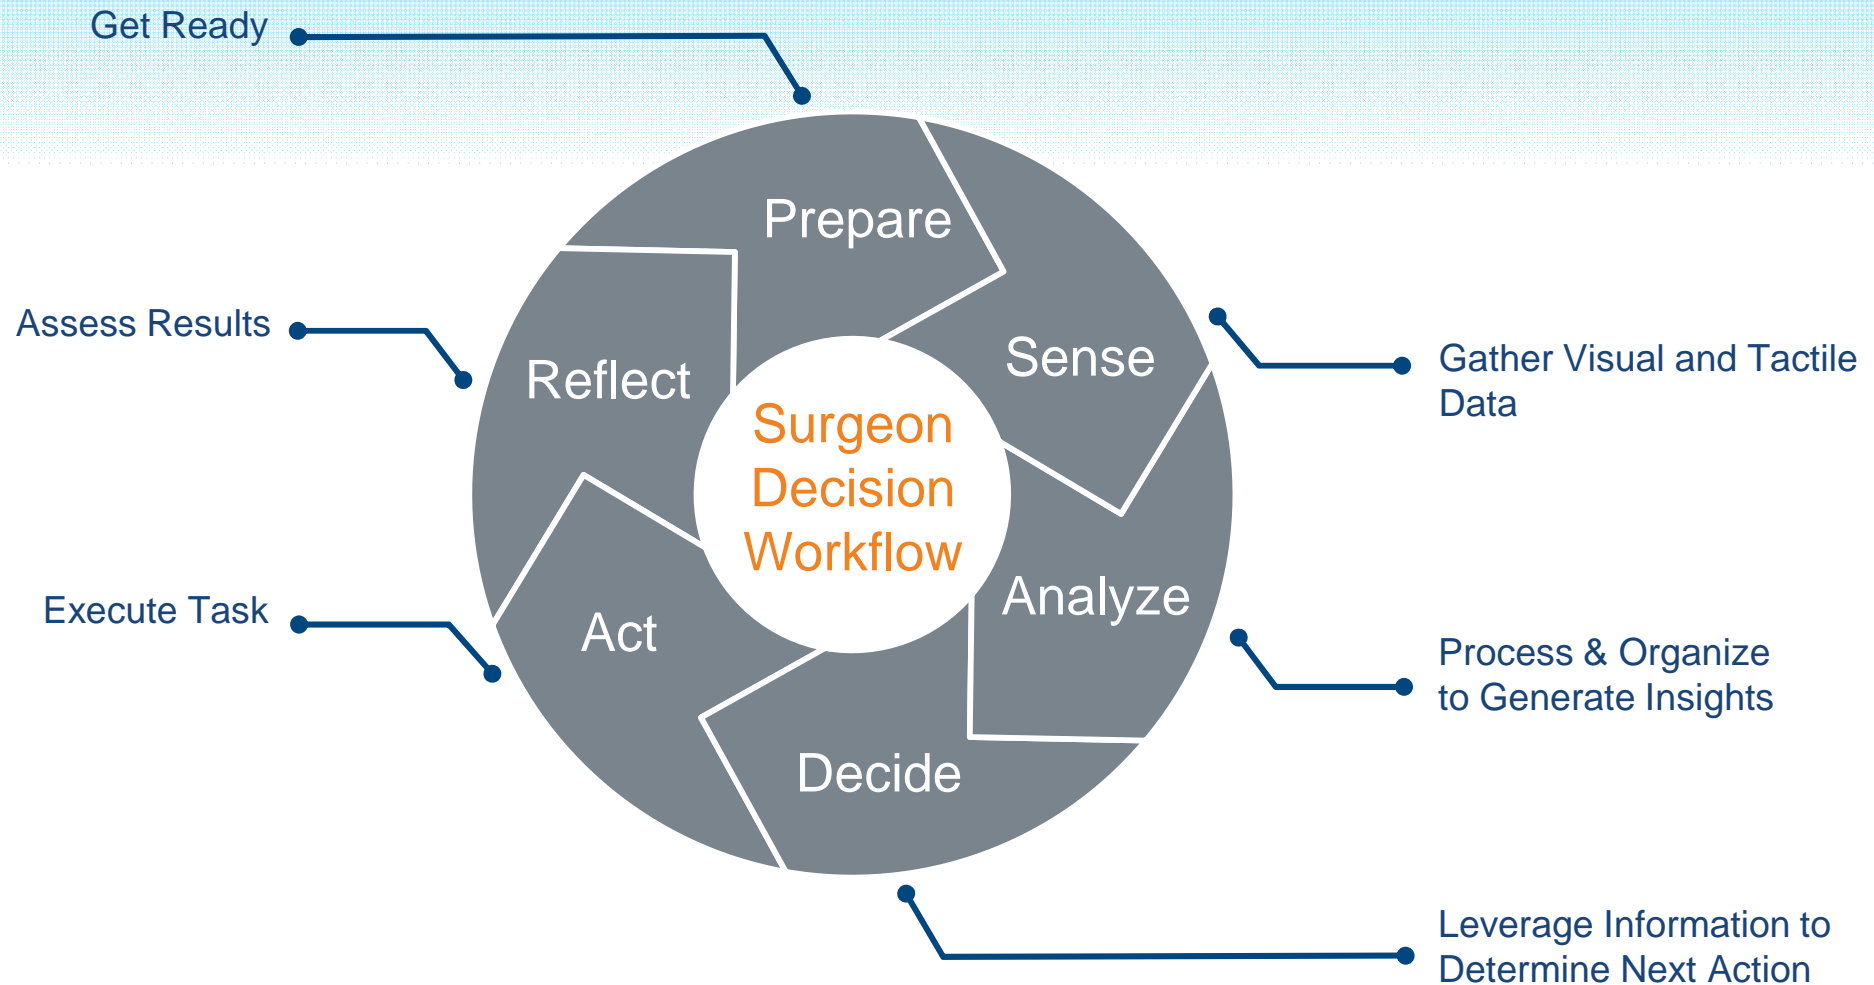 Get Ready
Prepare
Sense
Gather Visual and Tactile
Data
Analyze
Process & Organize
to Generate Insights
Decide
Leverage Information to
Determine Next Action
Act
Execute Task
Reflect
Assess Results
Surgeon
Decision
Workflow